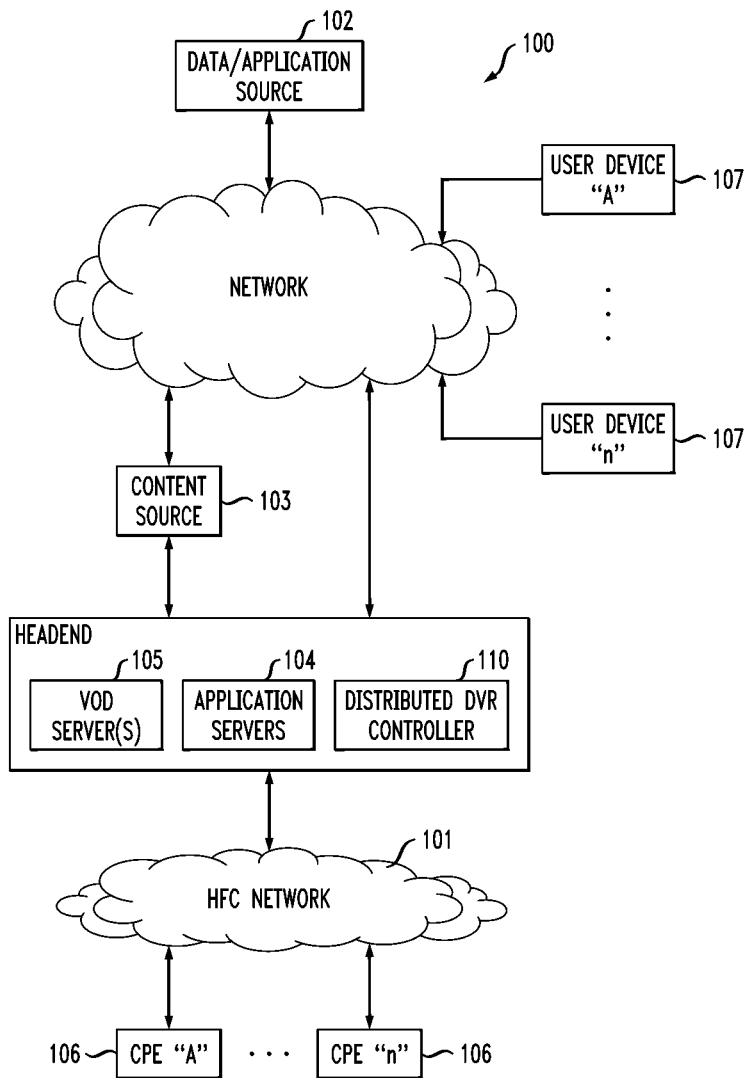 102
DATA/APPLICATION
SOURCE
100
USER DEVICE
"A"
107
NETWORK
.
.
.
USER DEVICE
"n"
107
CONTENT
SOURCE
103
HEADEND
105
VOD
SERVER(S)
104
APPLICATION
SERVERS
110
DISTRIBUTED DVR
CONTROLLER
101
HFC NETWORK
106
CPE "A"
. . .
CPE "n"
106